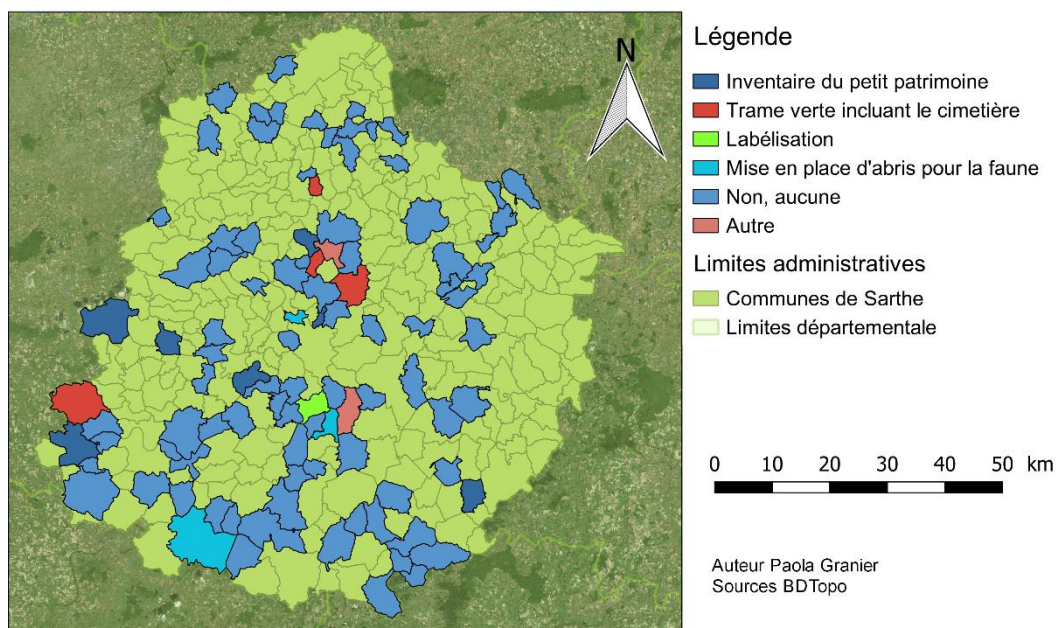 N
Légende
Inventaire du petit patrimoine
Trame verte incluant le cimetière
Labélisation
Mise en place d'abris pour la faune
Non, aucune
Autre
Limites administratives
Communes de Sarthe
Limites départementale
0 10 20 30 40 50 km
Auteur Paola Granier
Sources BDTopo